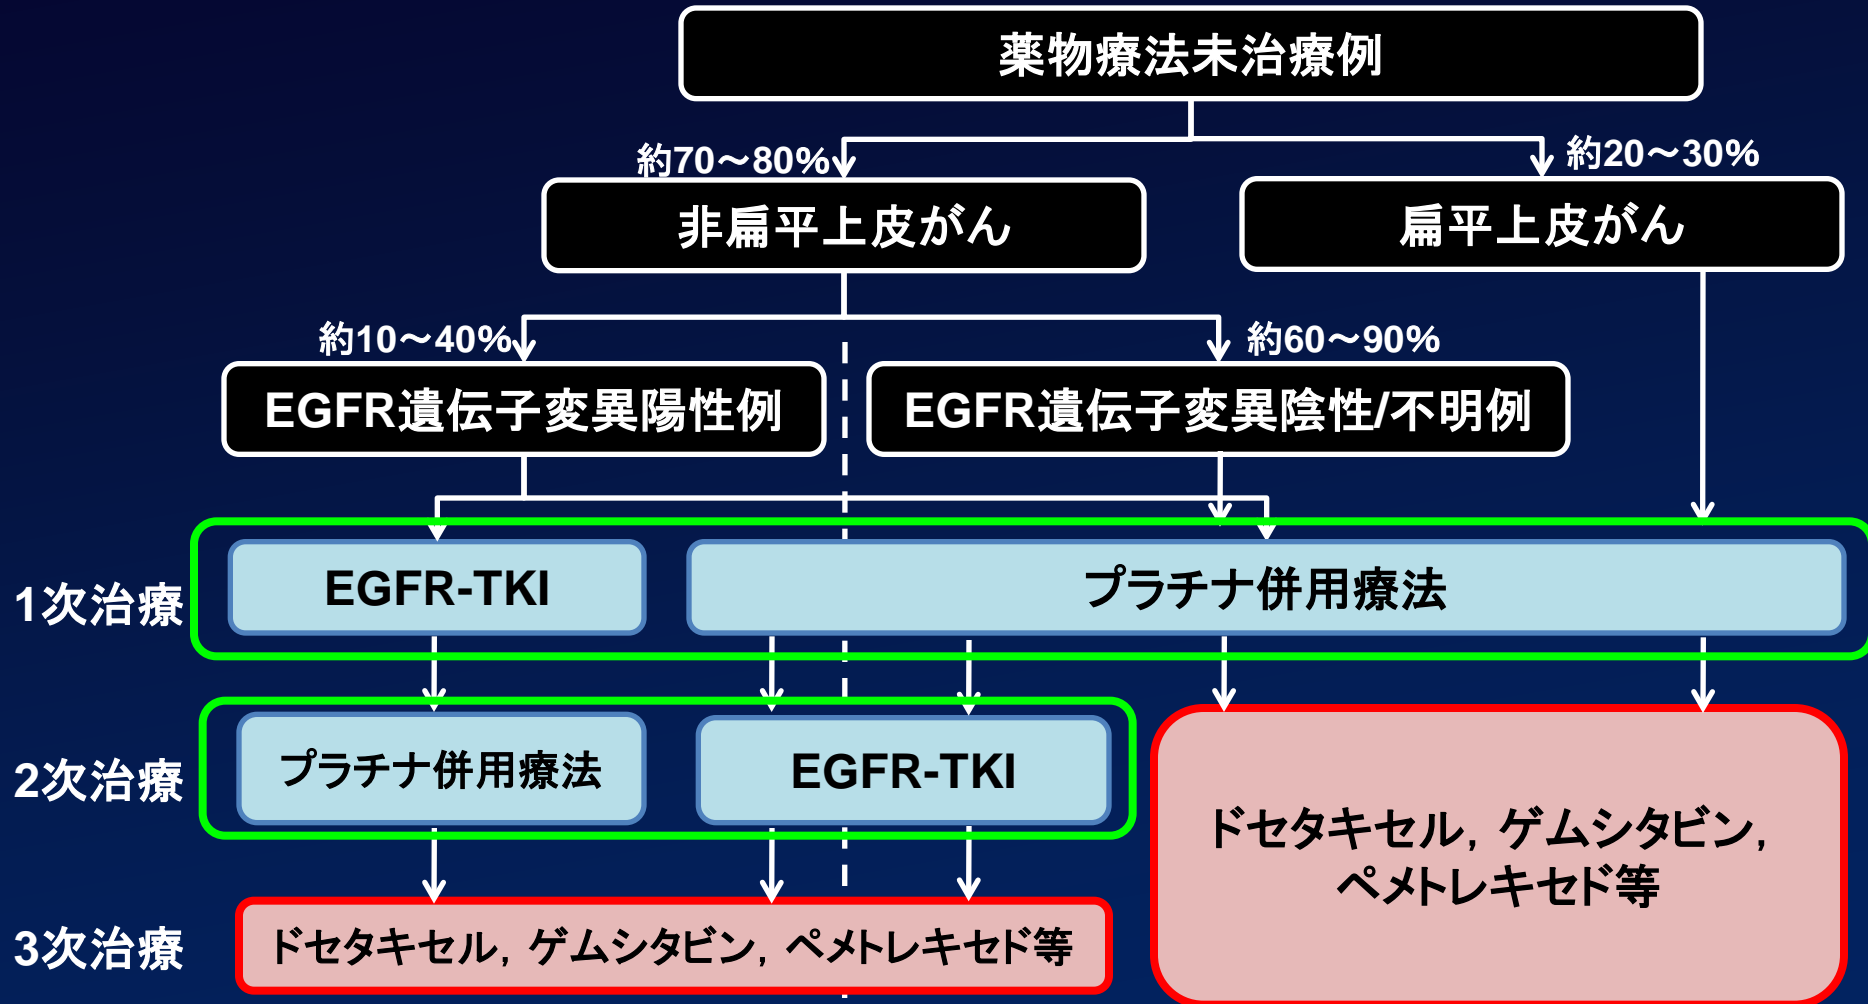 薬物療法未治療例
約70～80%
約20～30%
非扁平上皮がん
扁平上皮がん
約10～40%
約60～90%
EGFR遺伝子変異陽性例
EGFR遺伝子変異陰性/不明例
1次治療
EGFR-TKI
プラチナ併用療法
2次治療
プラチナ併用療法
EGFR-TKI
ドセタキセル，ゲムシタビン，
ペメトレキセド等
3次治療
ドセタキセル，ゲムシタビン，ペメトレキセド等